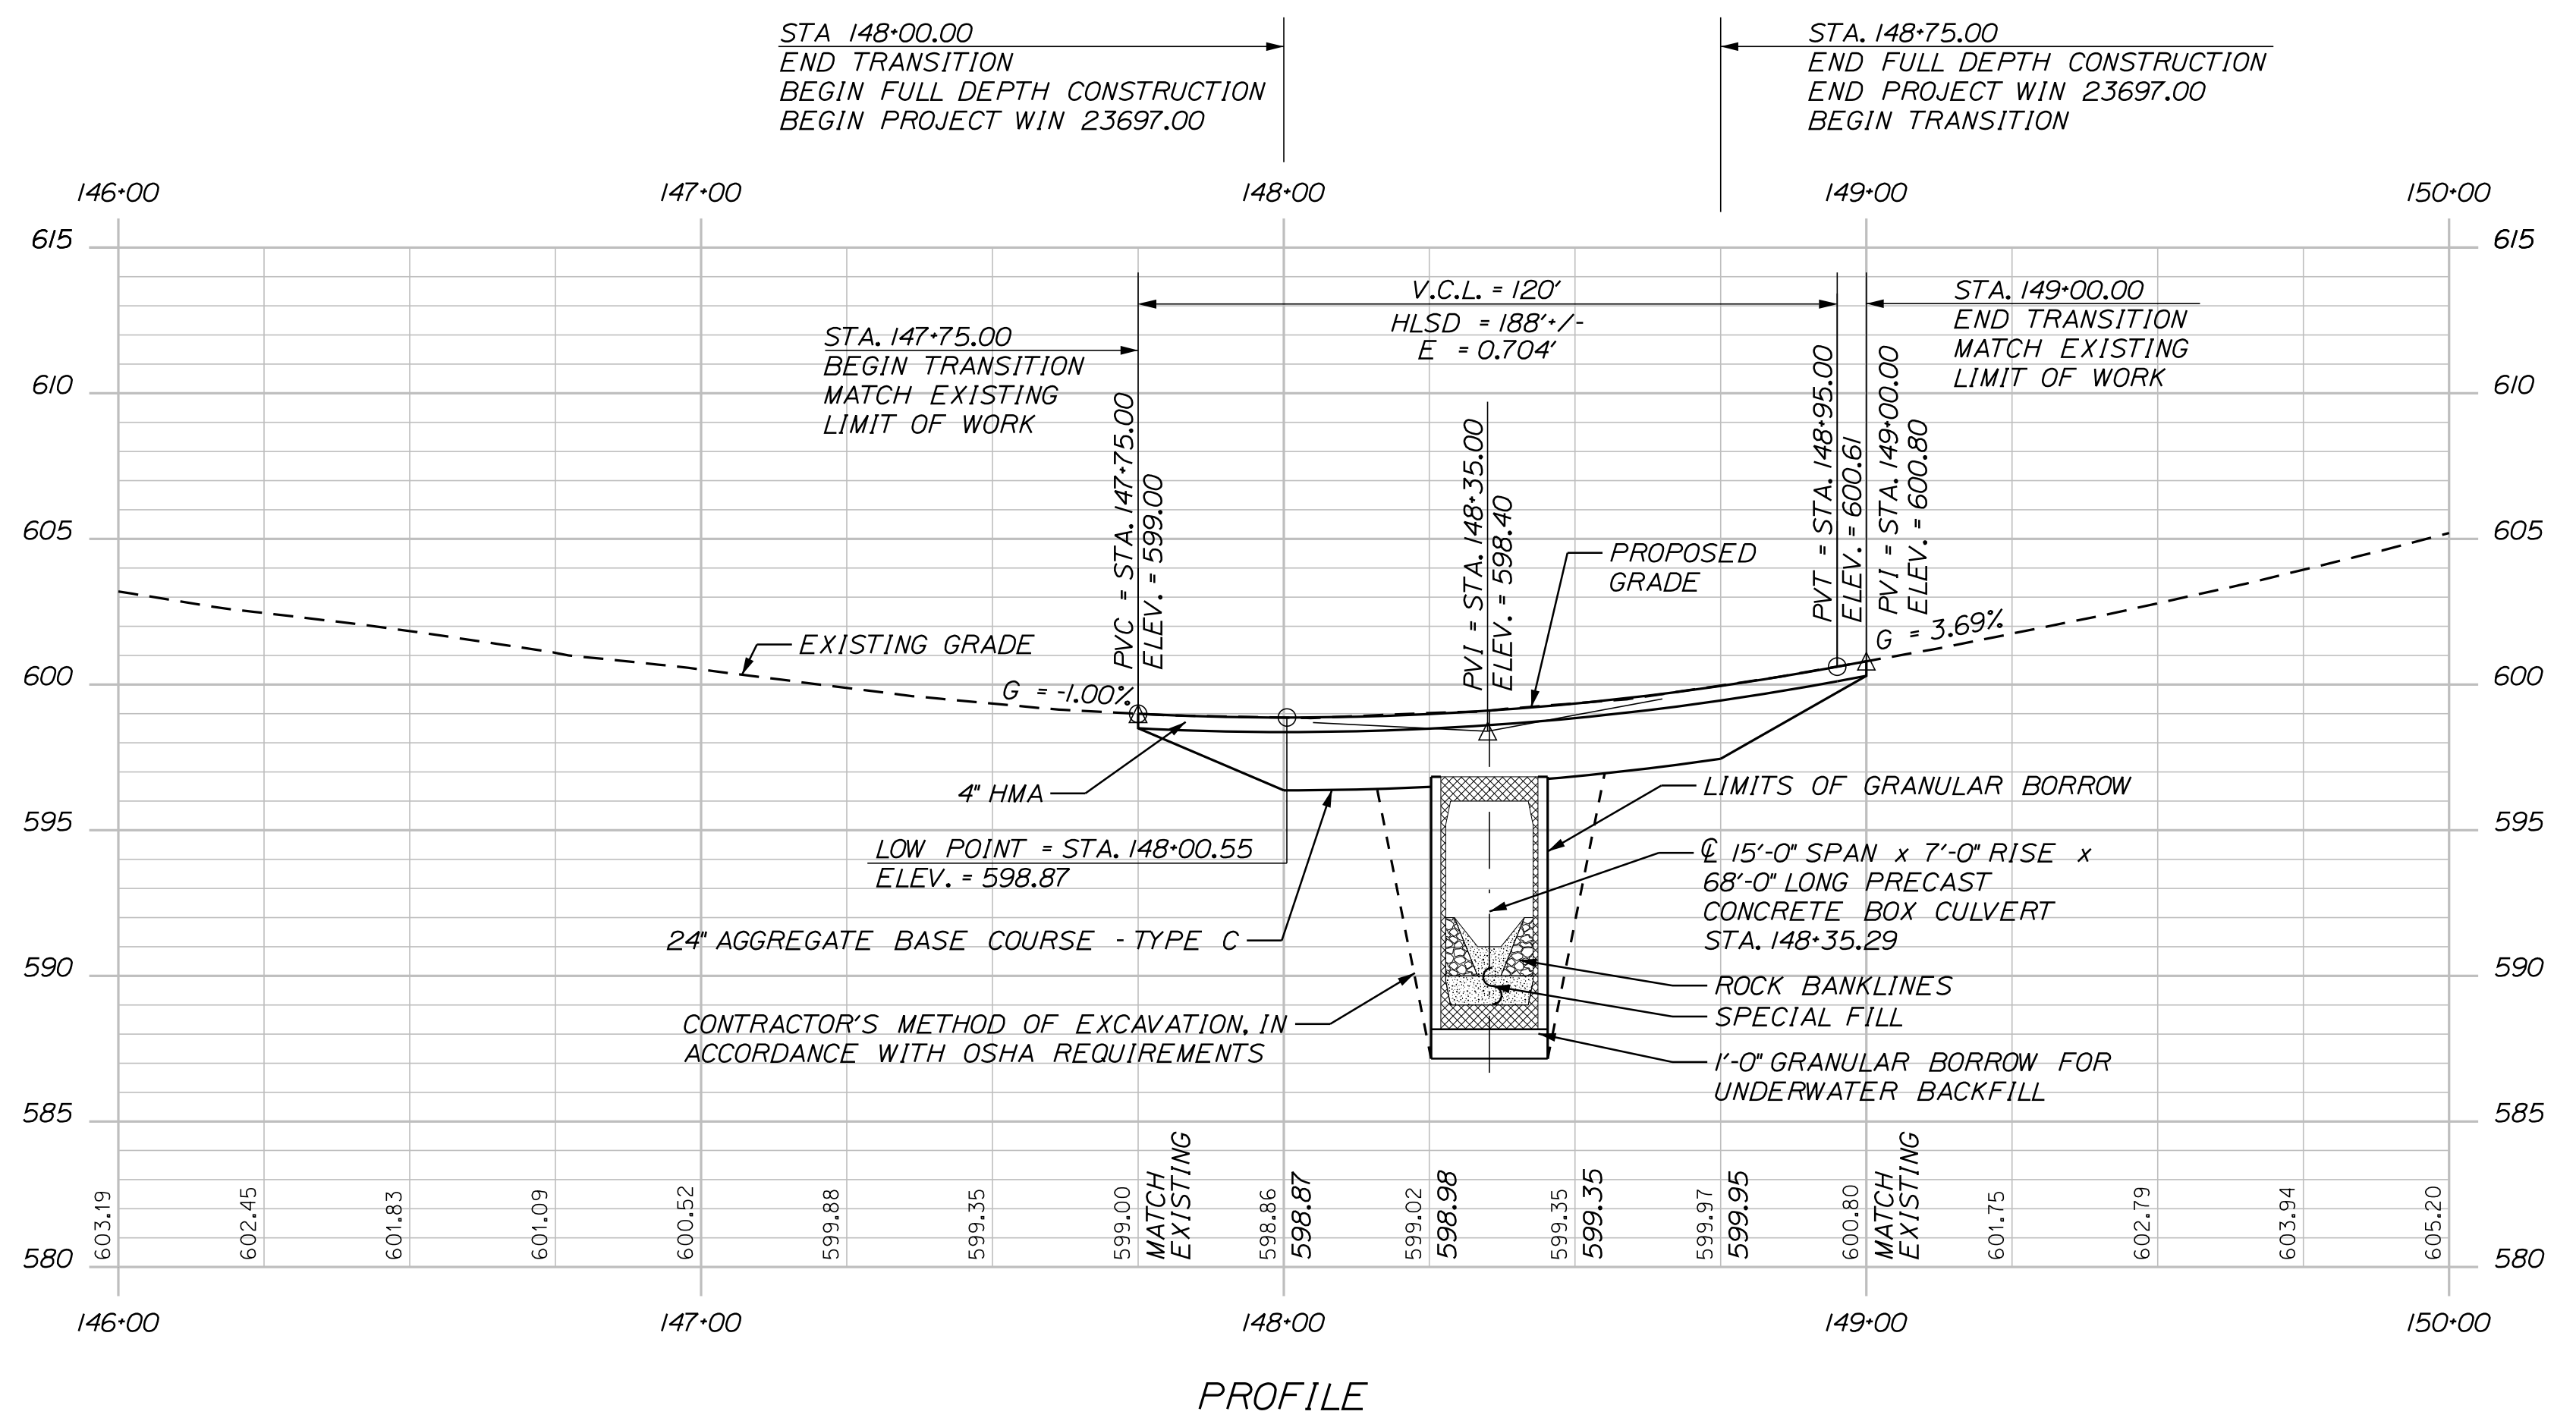 STA 148+00.00
END TRANSITION
BEGIN FULL DEPTH CONSTRUCTION
BEGIN PROJECT WIN 23697.00
STA. 148+75.00
END FULL DEPTH CONSTRUCTION
END PROJECT WIN 23697.00
BEGIN TRANSITION
146+00
147+00
148+00
149+00
150+00
615
615
V.C.L. = 120'
HLSD = 188'+/-
E = 0.704'
STA. 149+00.00
END TRANSITION
MATCH EXISTING
LIMIT OF WORK
STA. 147+75.00
BEGIN TRANSITION
MATCH EXISTING
LIMIT OF WORK
610
610
PVC = STA. 147+75.00
ELEV. = 599.00
PVI = STA. 148+35.00
ELEV. = 598.40
PVT = STA. 148+95.00
ELEV. = 600.61
PVI = STA. 149+00.00
ELEV. = 600.80
605
605
PROPOSED
GRADE
EXISTING GRADE
G = 3.69%
G = -1.00%
600
600
4" HMA
LIMITS OF GRANULAR BORROW
595
595
LOW POINT = STA. 148+00.55
ELEV. = 598.87
℄ 15'-0" SPAN x 7'-0" RISE x
68'-0" LONG PRECAST
CONCRETE BOX CULVERT
STA. 148+35.29
24" AGGREGATE BASE COURSE - TYPE C
590
590
ROCK BANKLINES
SPECIAL FILL
CONTRACTOR'S METHOD OF EXCAVATION, IN
ACCORDANCE WITH OSHA REQUIREMENTS
1'-0" GRANULAR BORROW FOR
UNDERWATER BACKFILL
585
585
603.19
602.45
601.83
601.09
600.52
599.88
599.35
599.00
MATCH
EXISTING
598.86
598.87
599.02
598.98
599.35
599.35
599.97
599.95
600.80
MATCH
EXISTING
601.75
602.79
603.94
605.20
580
580
146+00
147+00
148+00
149+00
150+00
PROFILE